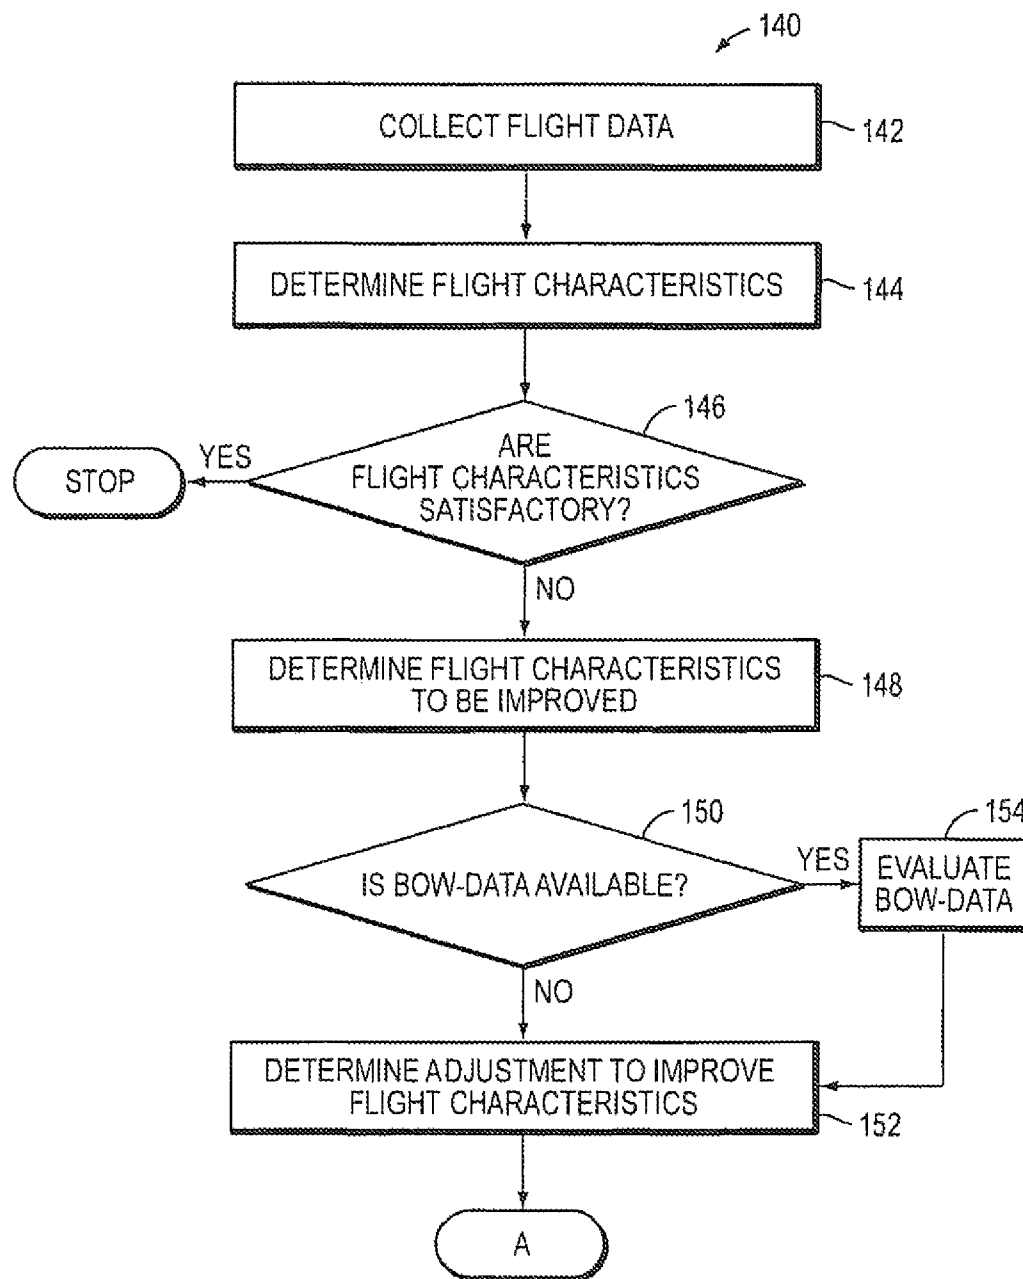 140
COLLECT FLIGHT DATA
142
DETERMINE FLIGHT CHARACTERISTICS
144
146
ARE
FLIGHT CHARACTERISTICS
SATISFACTORY?
YES
STOP
NO
DETERMINE FLIGHT CHARACTERISTICS
TO BE IMPROVED
148
150
IS BOW-DATA AVAILABLE?
YES
154
EVALUATE
BOW-DATA
NO
DETERMINE ADJUSTMENT TO IMPROVE
FLIGHT CHARACTERISTICS
152
A